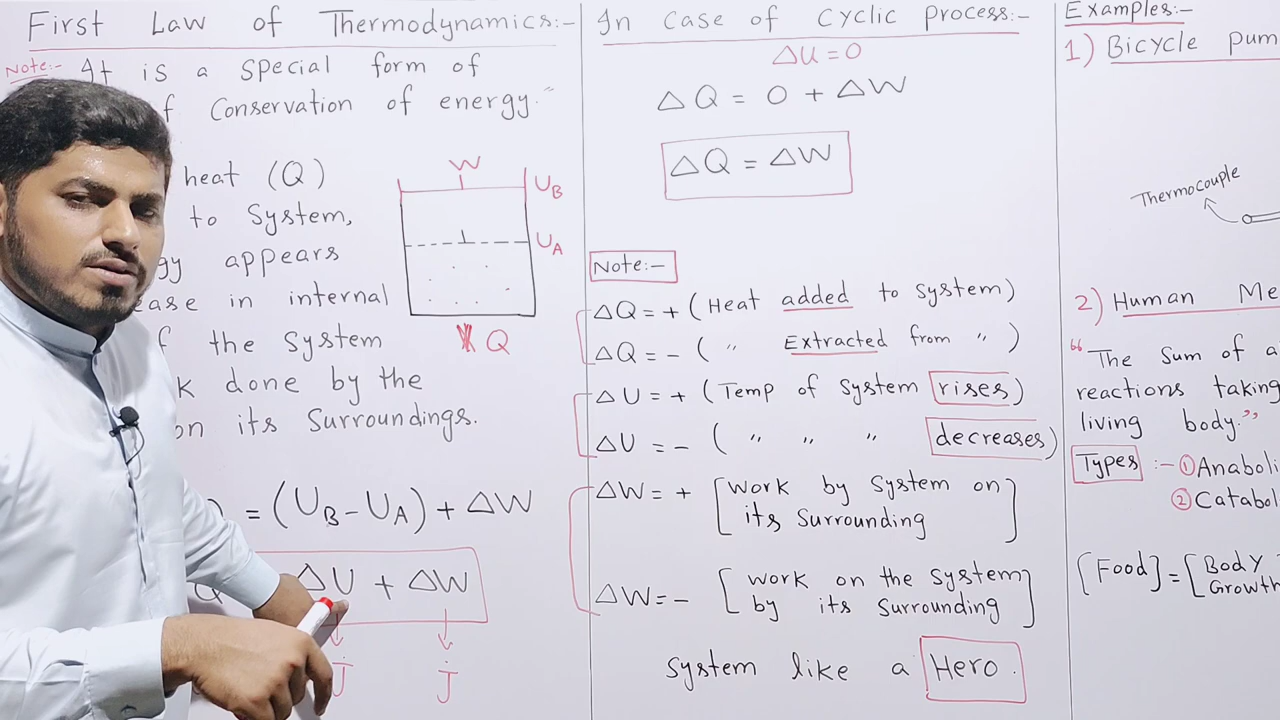 First Law of Thermodynamics:-
Note:- It is a special form of
of Conservation of energy."
heat (Q)
to System,
appears
in internal
the system
done by the
on its Surroundings.
= (UB - UA) + ΔW
ΔU + ΔW
J J
W
UB
UA
Q
In Case of Cyclic Process:-
ΔU = 0
ΔQ = 0 + ΔW
ΔQ = ΔW
Note:-
ΔQ = + (Heat added to System)
ΔQ = - ( " Extracted from " )
ΔU = + (Temp of System rises)
ΔU = - ( " " " decreases)
ΔW = + [Work by System on
its Surrounding]
ΔW = - [work on the System
by its Surrounding]
System like a Hero.
Examples:-
1) Bicycle
Thermocouple
2) Human
"The Sum of
reactions taking
living body."
Types :- ①
②
[Food] = [Body
Growth